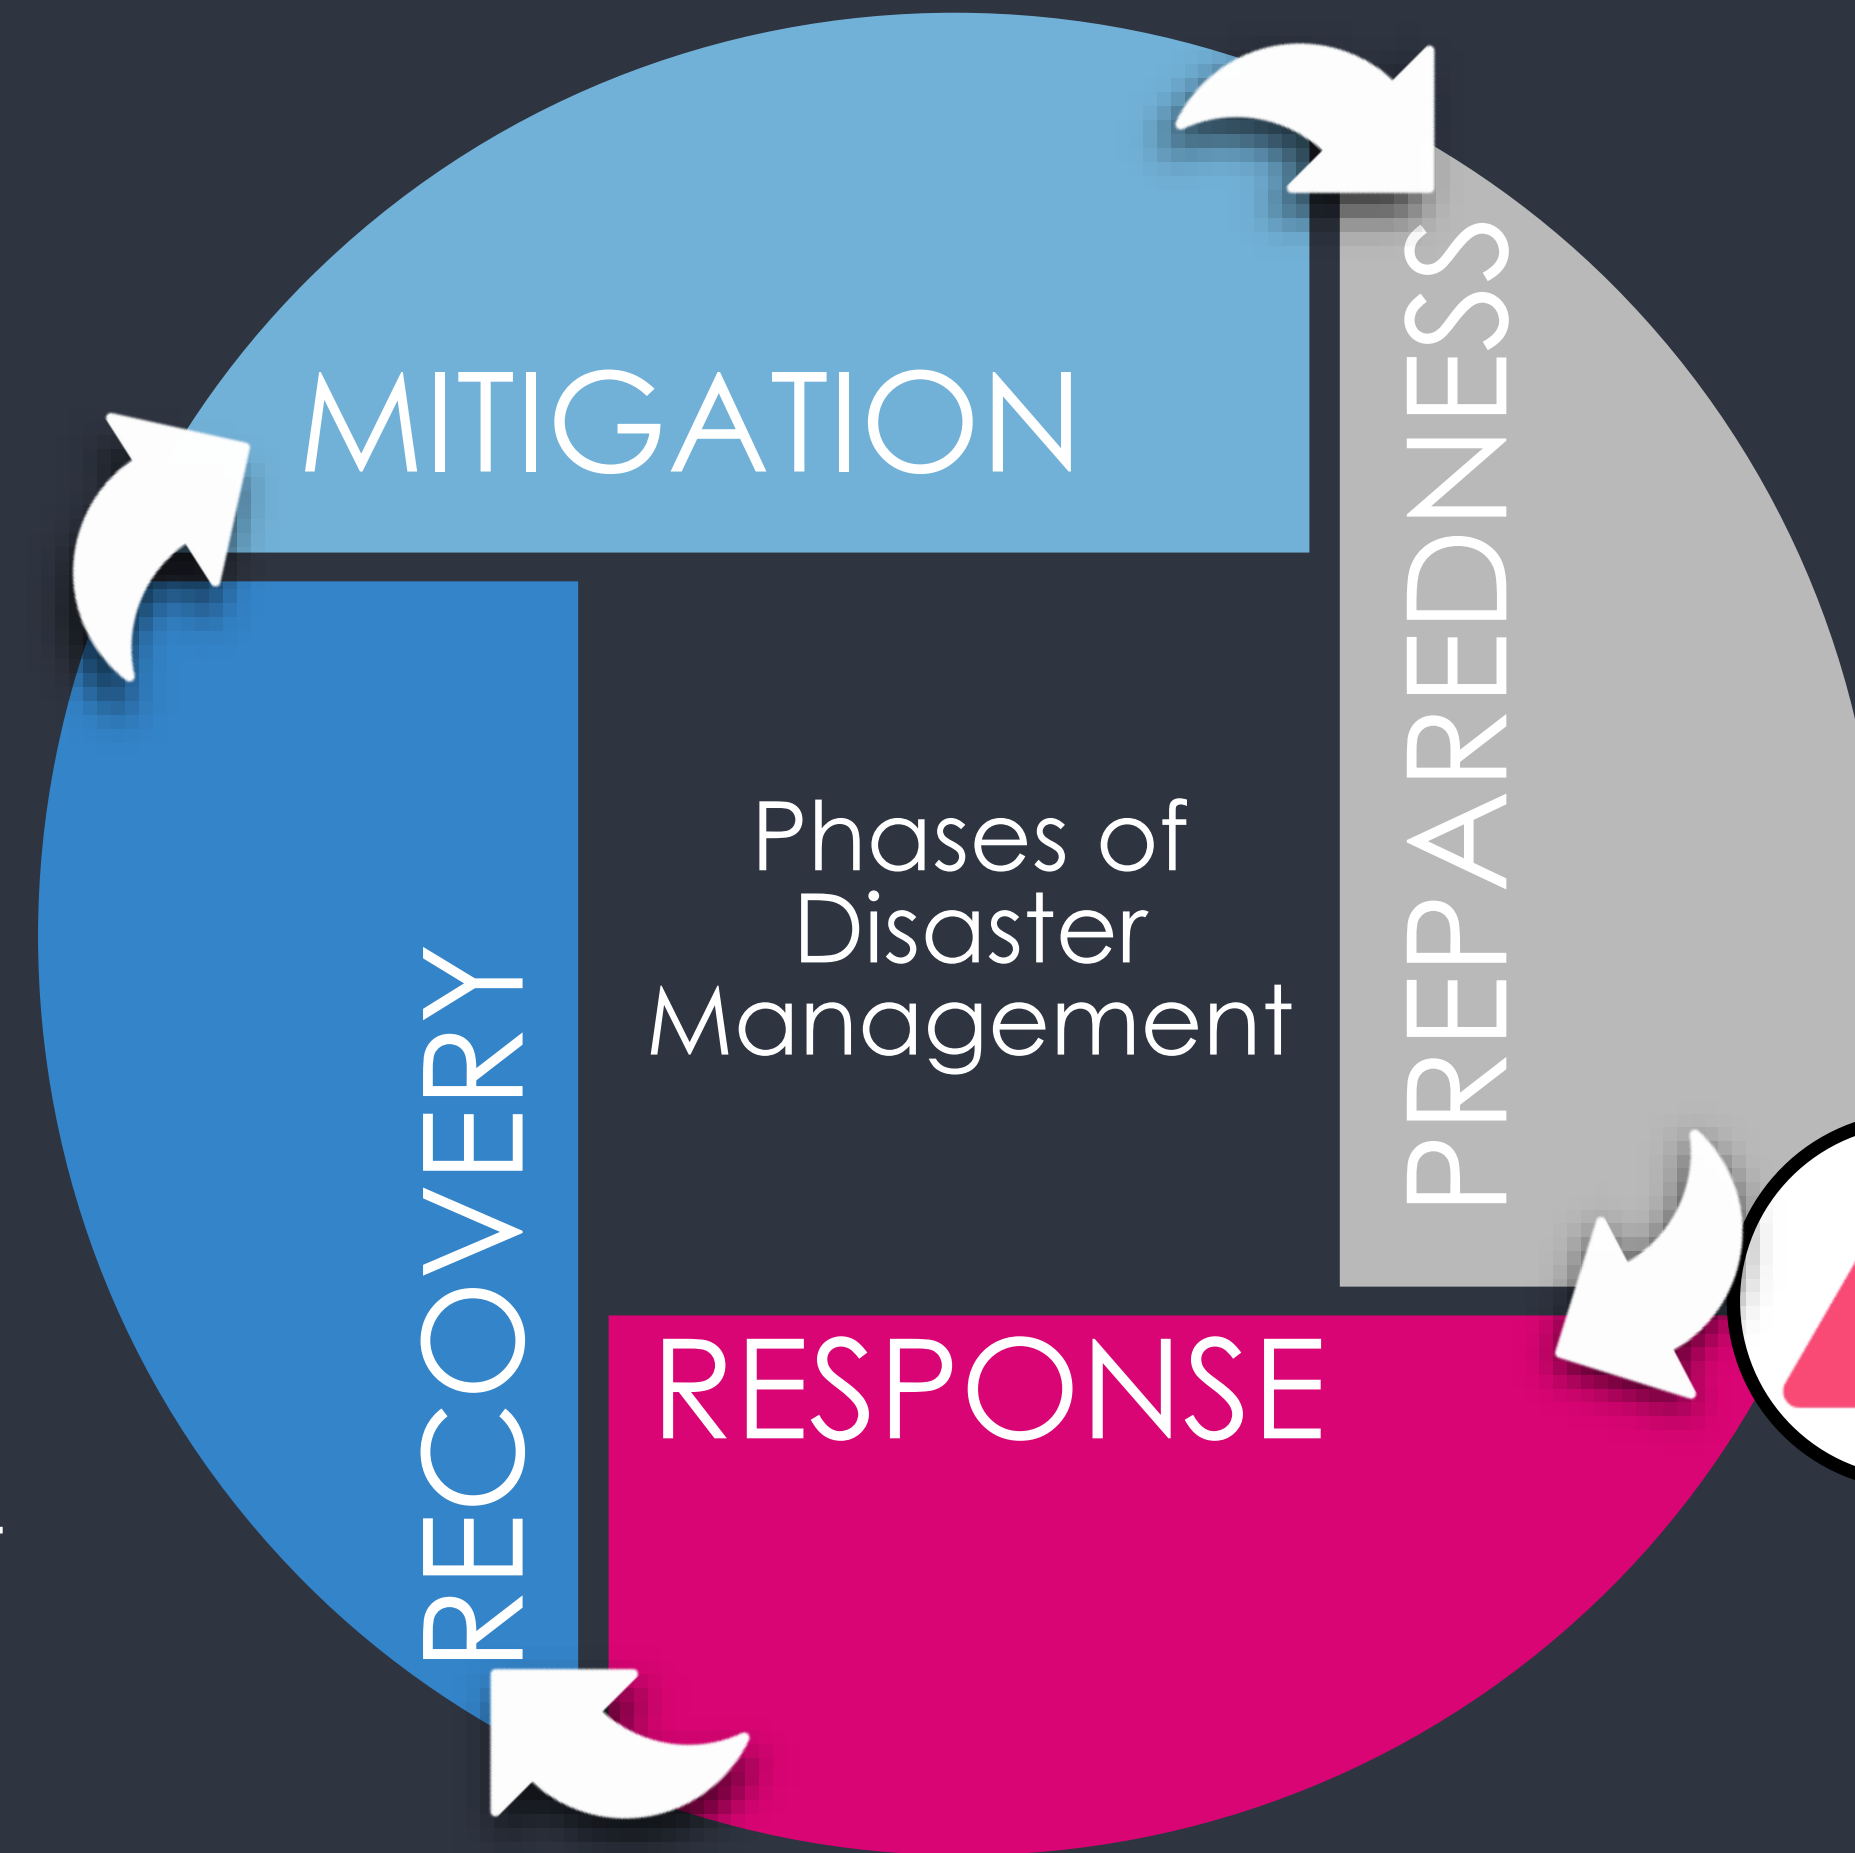 MITIGATION
PREPAREDNESS
Phases of
Disaster
Management
RECOVERY
RESPONSE